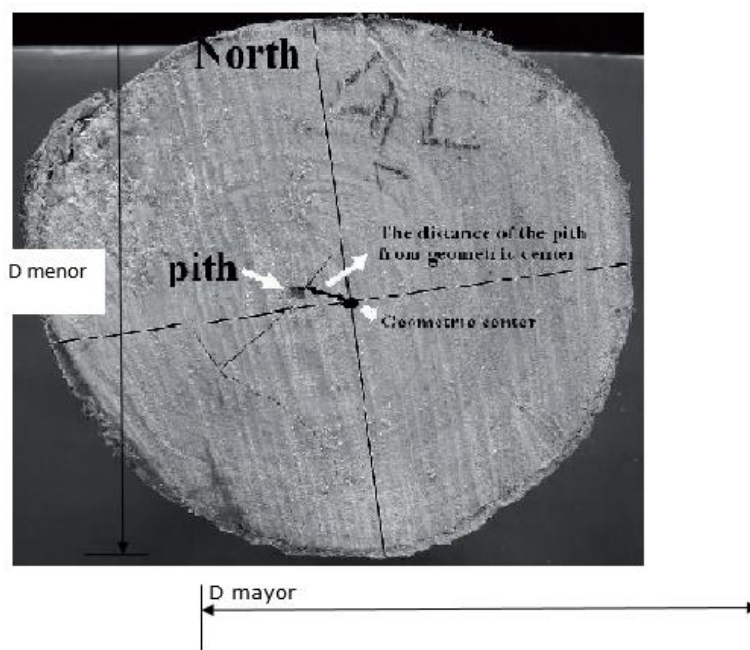 North
The distance of the pith
from geometric center
pith
D menor
Geometric center
D mayor